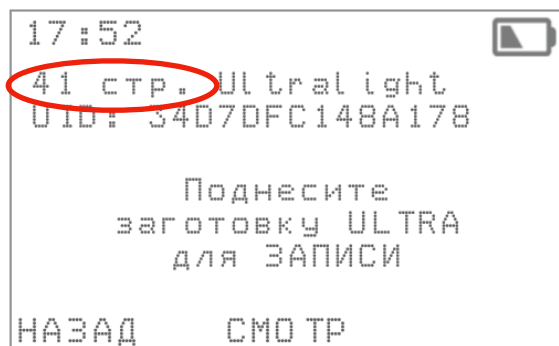 17:52
41 стр. Ultralight
UID: 34D7DFC148A178
Поднесите
заготовку ULTRA
для ЗАПИСИ
НАЗАД СМОТР